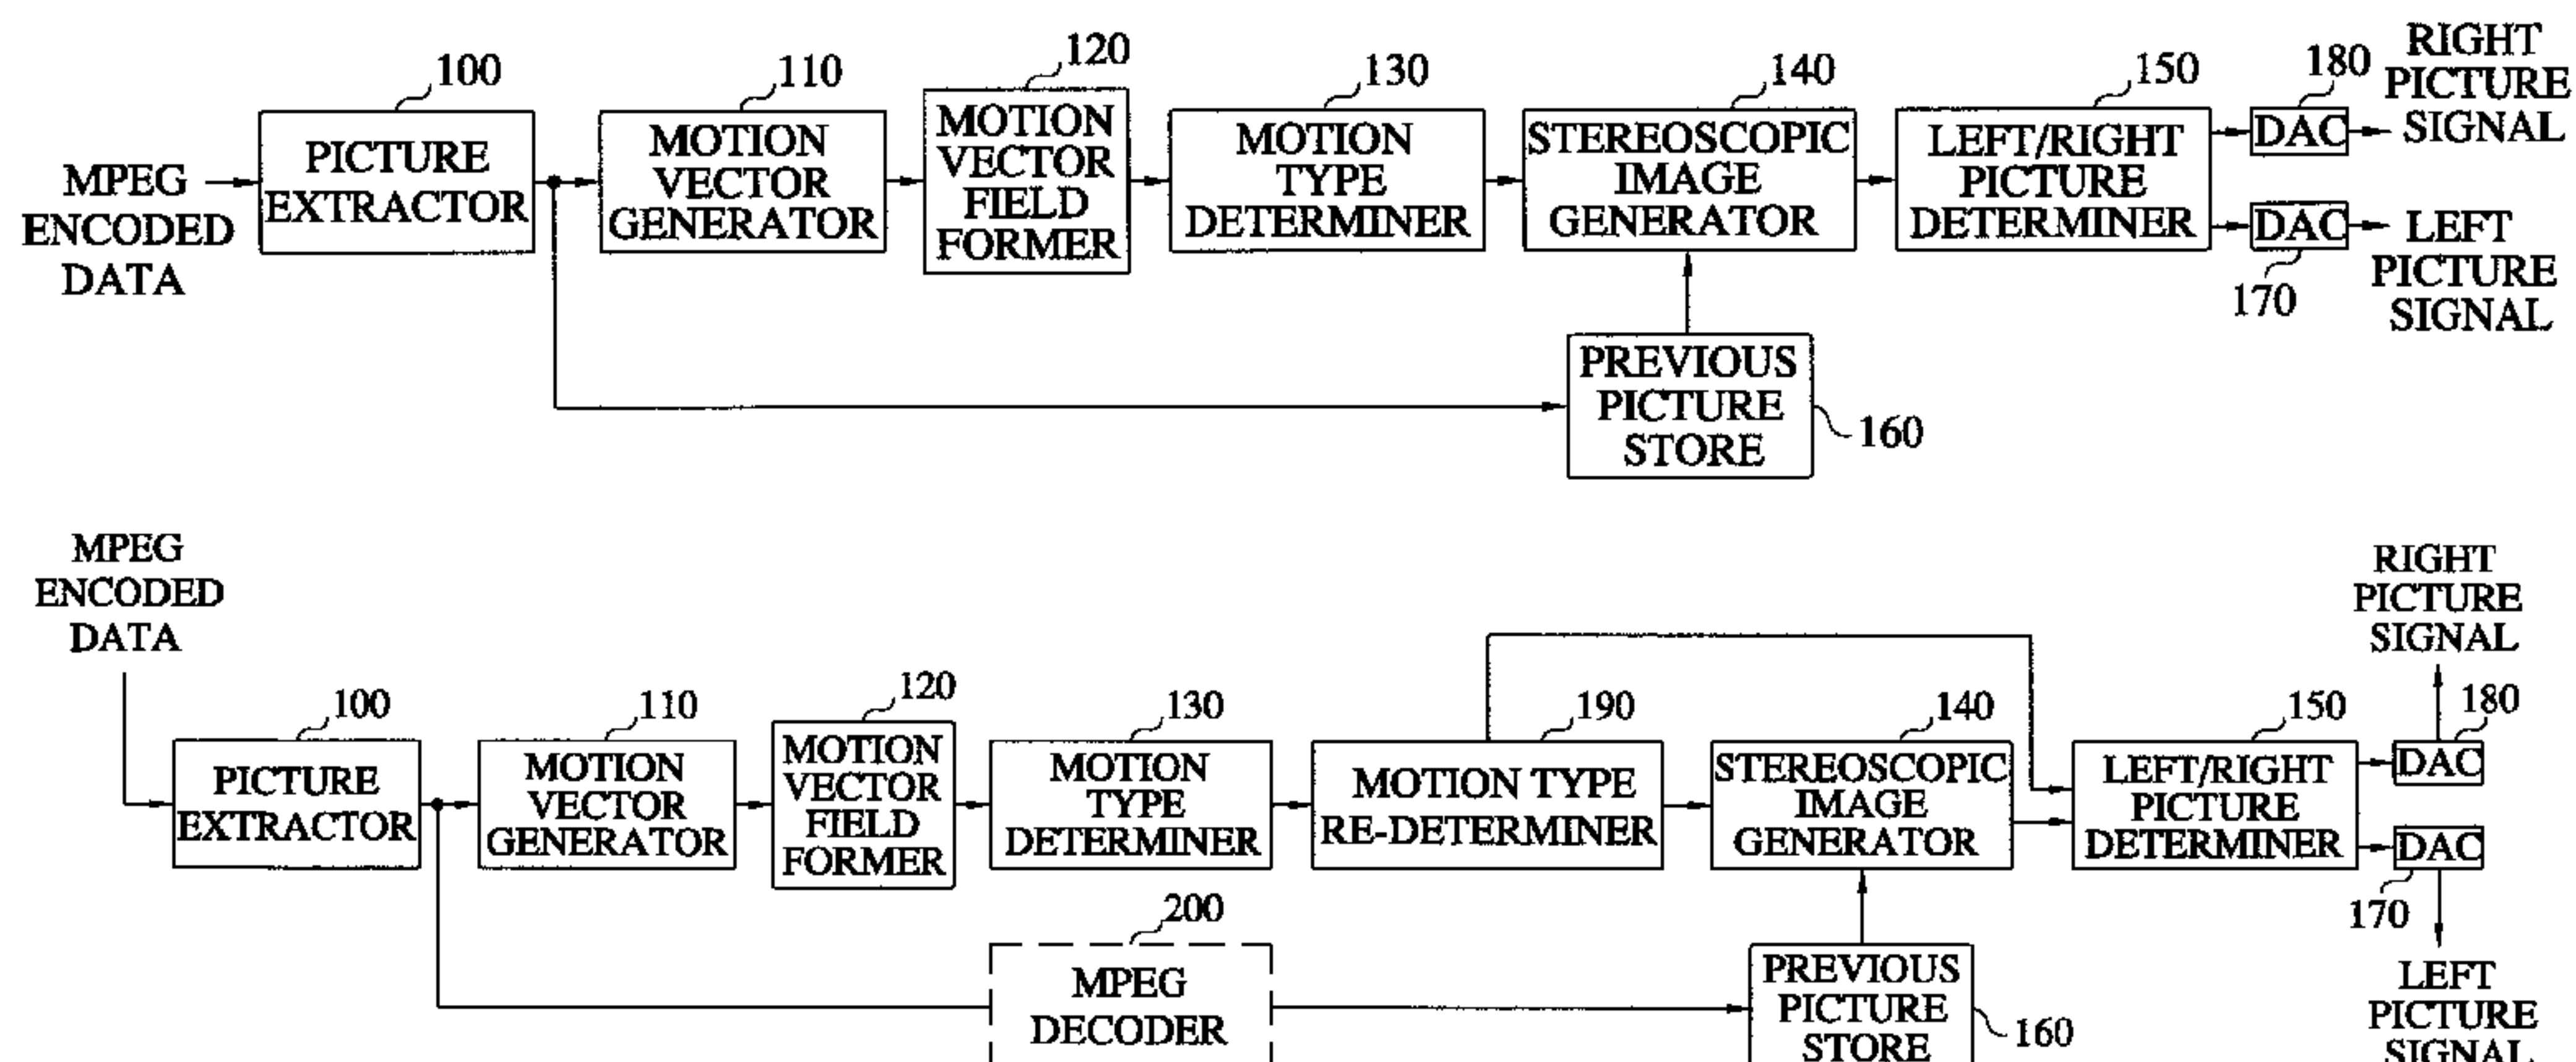 100
110
120
130
140
150
180
RIGHT
PICTURE
SIGNAL
MPEG
ENCODED
DATA
PICTURE
EXTRACTOR
MOTION
VECTOR
GENERATOR
MOTION
VECTOR
FIELD
FORMER
MOTION
TYPE
DETERMINER
STEREOSCOPIC
IMAGE
GENERATOR
LEFT/RIGHT
PICTURE
DETERMINER
DAC
DAC
170
LEFT
PICTURE
SIGNAL
PREVIOUS
PICTURE
STORE
160
MPEG
ENCODED
DATA
RIGHT
PICTURE
SIGNAL
100
110
120
130
190
140
150
180
PICTURE
EXTRACTOR
MOTION
VECTOR
GENERATOR
MOTION
VECTOR
FIELD
FORMER
MOTION
TYPE
DETERMINER
MOTION TYPE
RE-DETERMINER
STEREOSCOPIC
IMAGE
GENERATOR
LEFT/RIGHT
PICTURE
DETERMINER
DAC
DAC
170
200
MPEG
DECODER
PREVIOUS
PICTURE
STORE
160
LEFT
PICTURE
SIGNAL